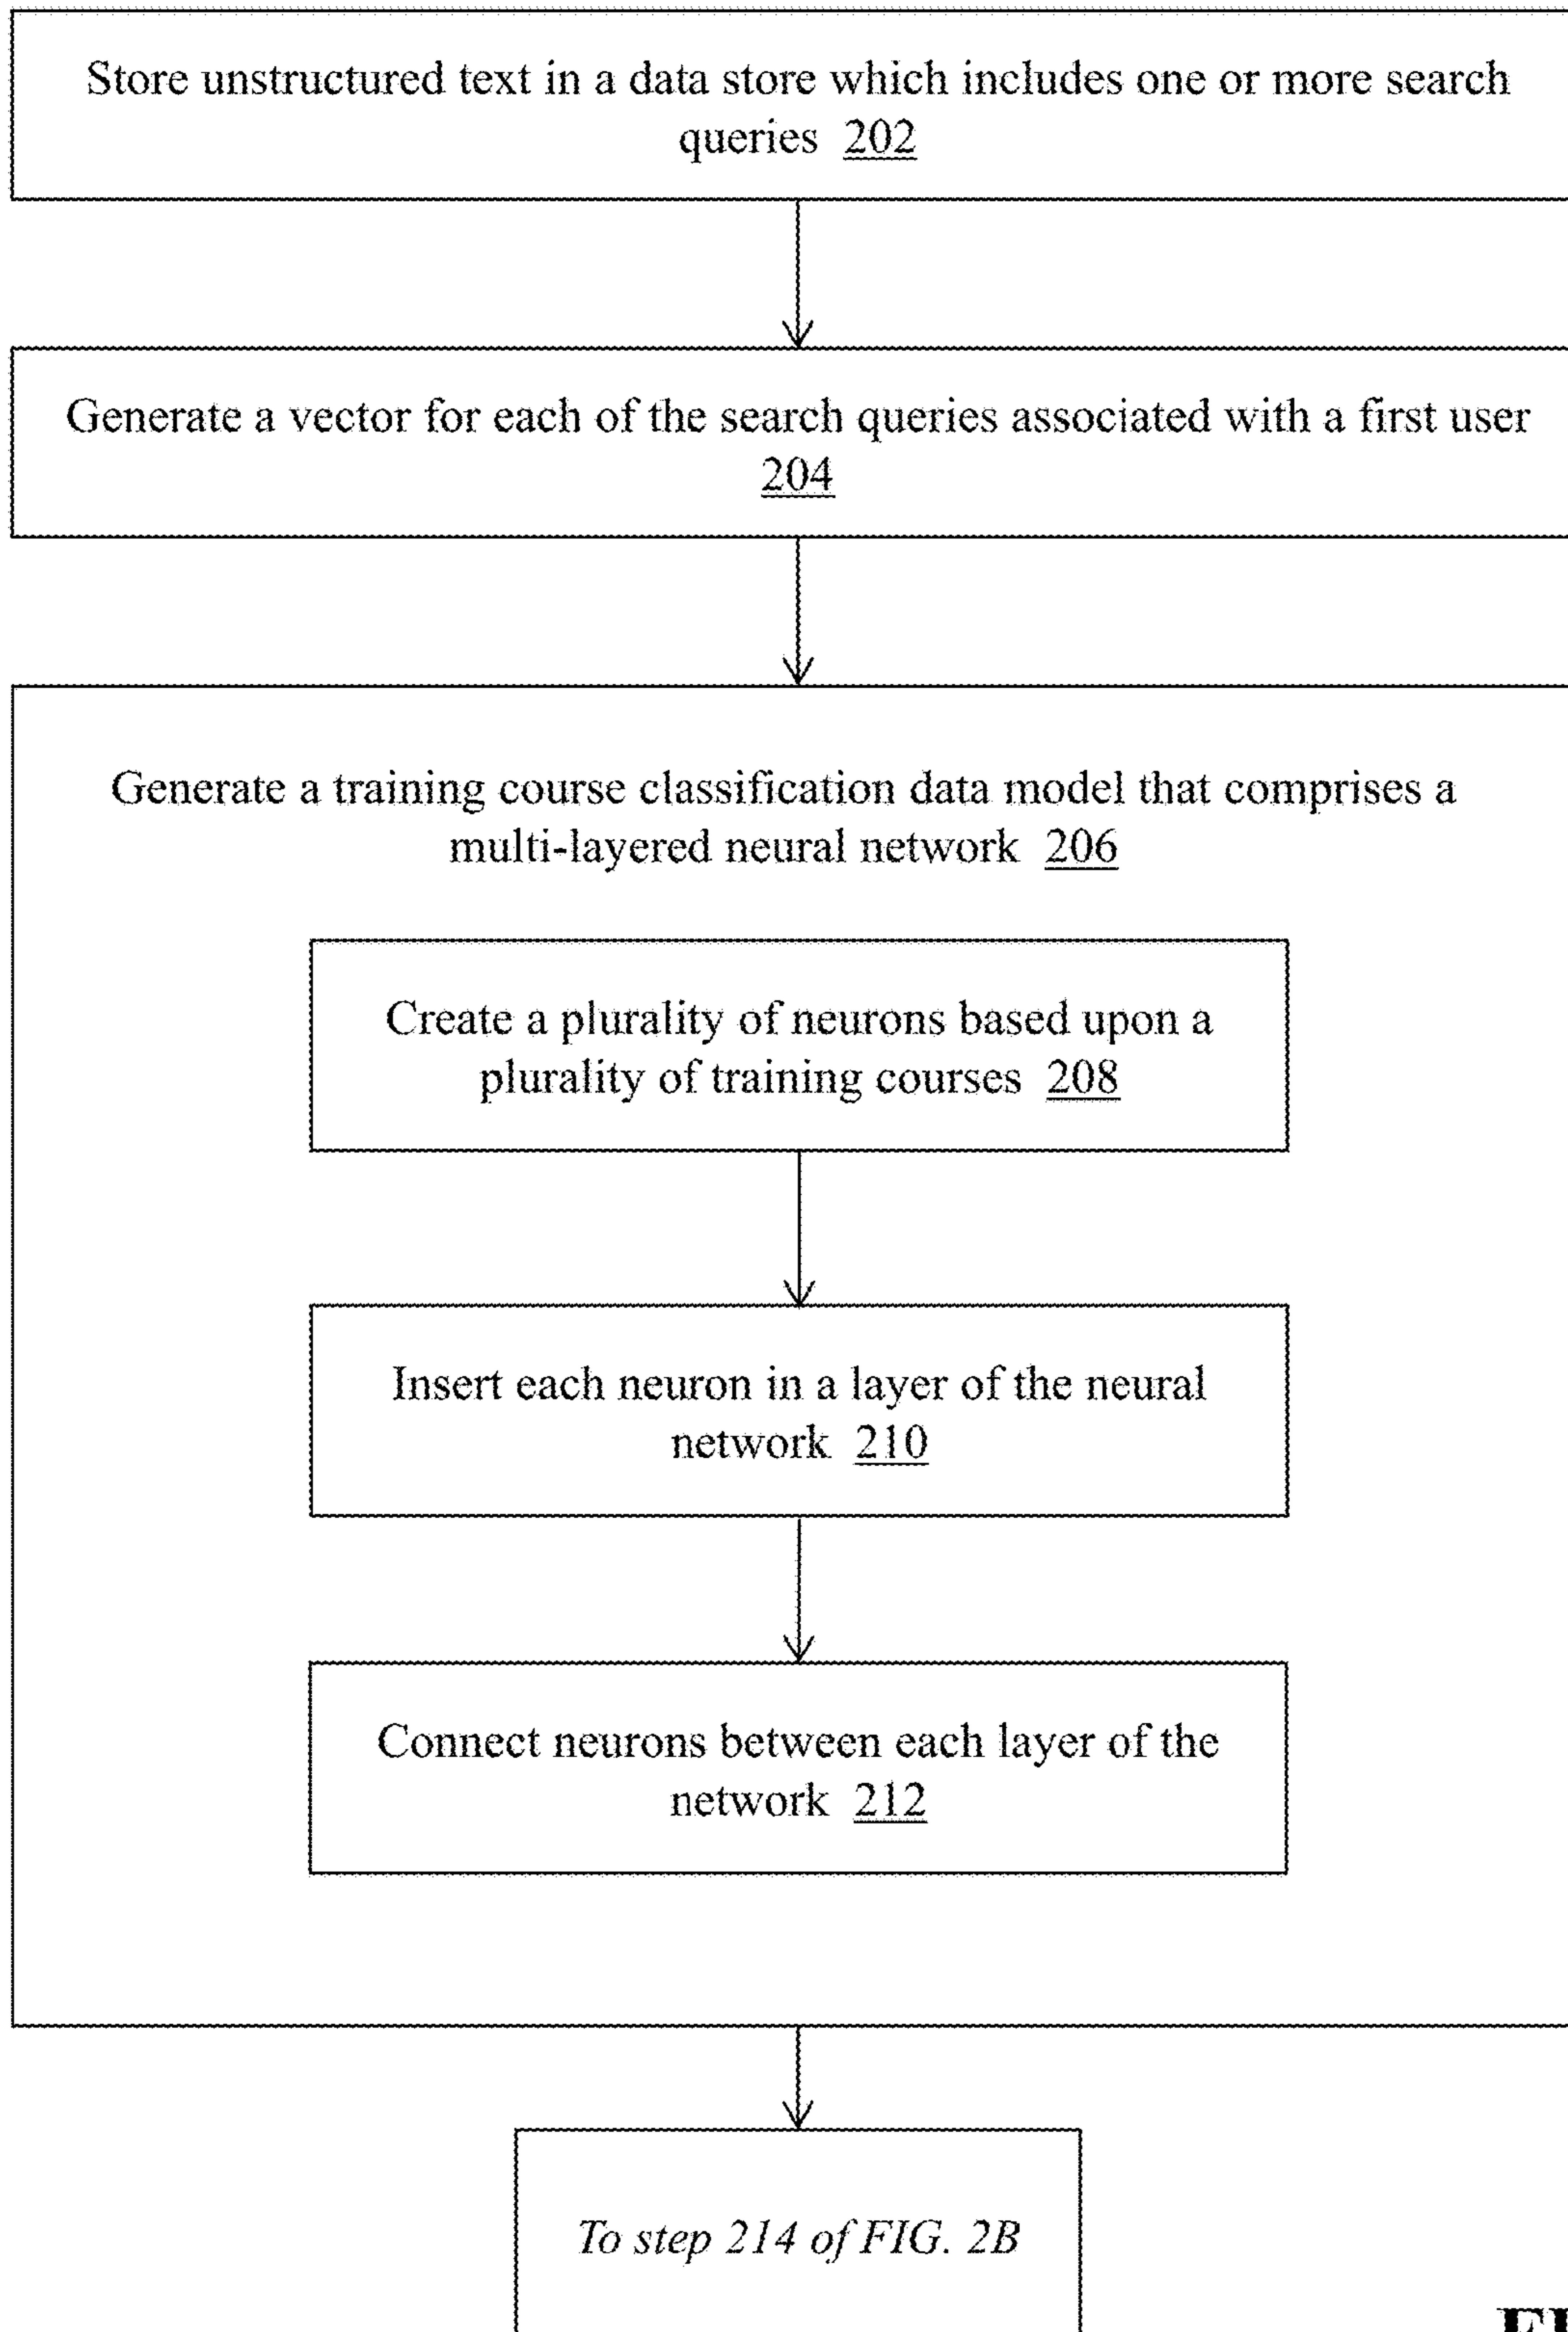 Store unstructured text in a data store which includes one or more search
queries 202
Generate a vector for each of the search queries associated with a first user
204
Generate a training course classification data model that comprises a
multi-layered neural network 206
Create a plurality of neurons based upon a
plurality of training courses 208
Insert each neuron in a layer of the neural
network 210
Connect neurons between each layer of the
network 212
To step 214 of FIG. 2B